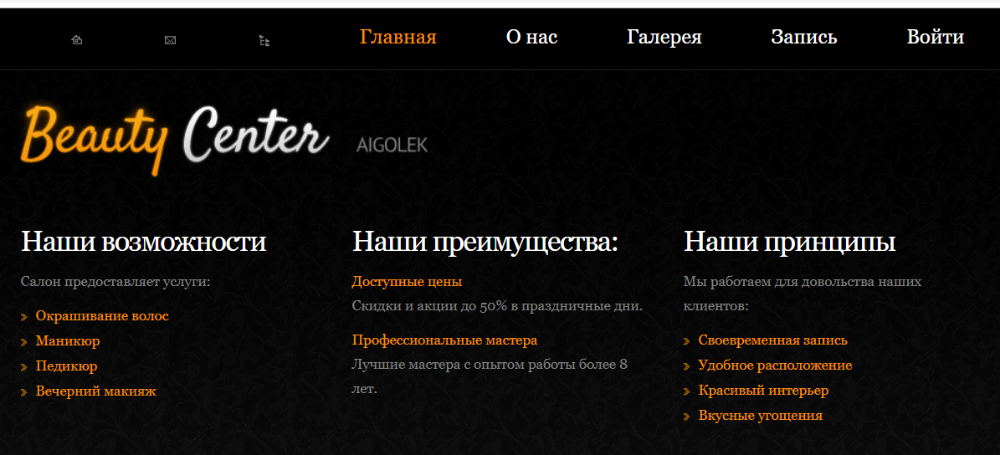 Главная О нас Галерея Запись Войти
Beauty Center AIGOLEK
Наши возможности
Салон предоставляет услуги:
Окрашивание волос
Маникюр
Педикюр
Вечерний макияж
Наши преимущества:
Доступные цены
Скидки и акции до 50% в праздничные дни.
Профессиональные мастера
Лучшие мастера с опытом работы более 8
лет.
Наши принципы
Мы работаем для довольства наших
клиентов:
Своевременная запись
Удобное расположение
Красивый интерьер
Вкусные угощения